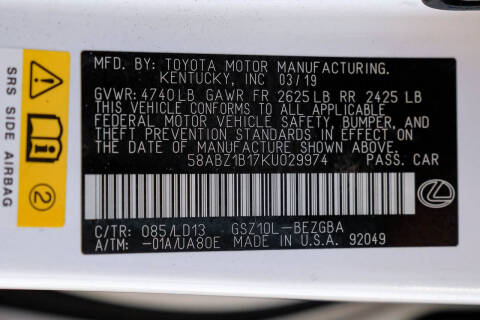 MFD. BY: TOYOTA MOTOR MANUFACTURING.
KENTUCKY, INC 03/19
GVWR: 4740LB GAWR FR 2625LB RR 2425 LB
THIS VEHICLE CONFORMS TO ALL APPLICABLE
FEDERAL MOTOR VEHICLE SAFETY, BUMPER, AND
THEFT PREVENTION STANDARDS IN EFFECT ON
THE DATE OF MANUFACTURE SHOWN ABOVE.
58ABZ1B17KU029974 PASS. CAR
C/TR: 085/LD13 GSZ10L-BEZGBA
A/TM: -01A/UA80E MADE IN U.S.A. 92049
SRS SIDE AIRBAG
2